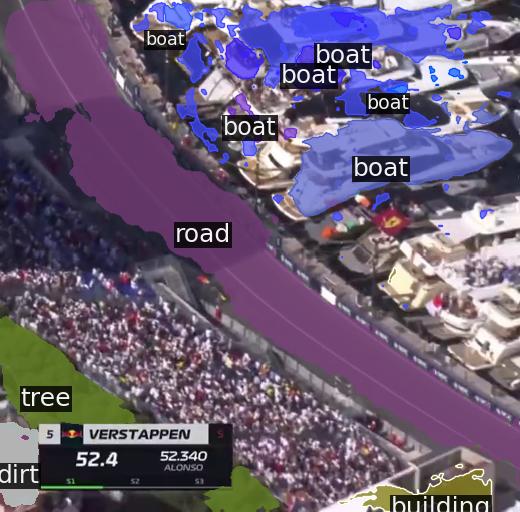 boat
boat
boat
boat
boat
boat
road
tree
dirt
building
5 VERSTAPPEN S
52.4 52.340
ALONSO
S1 S2 S3